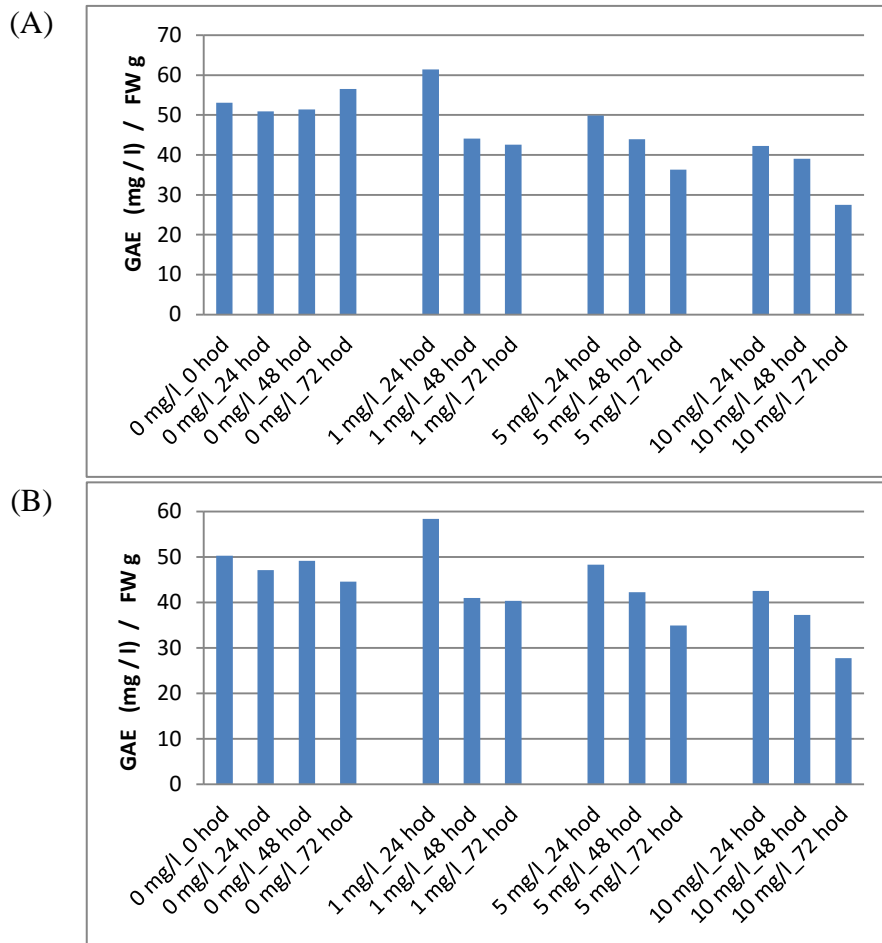 (A)
GAE (mg / l) / FW g
70
60
50
40
30
20
10
0
0 mg/l_0 hod
0 mg/l_24 hod
0 mg/l_48 hod
0 mg/l_72 hod
1 mg/l_24 hod
1 mg/l_48 hod
1 mg/l_72 hod
5 mg/l_24 hod
5 mg/l_48 hod
5 mg/l_72 hod
10 mg/l_24 hod
10 mg/l_48 hod
10 mg/l_72 hod
(B)
GAE (mg / l) / FW g
60
50
40
30
20
10
0
0 mg/l_0 hod
0 mg/l_24 hod
0 mg/l_48 hod
0 mg/l_72 hod
1 mg/l_24 hod
1 mg/l_48 hod
1 mg/l_72 hod
5 mg/l_24 hod
5 mg/l_48 hod
5 mg/l_72 hod
10 mg/l_24 hod
10 mg/l_48 hod
10 mg/l_72 hod